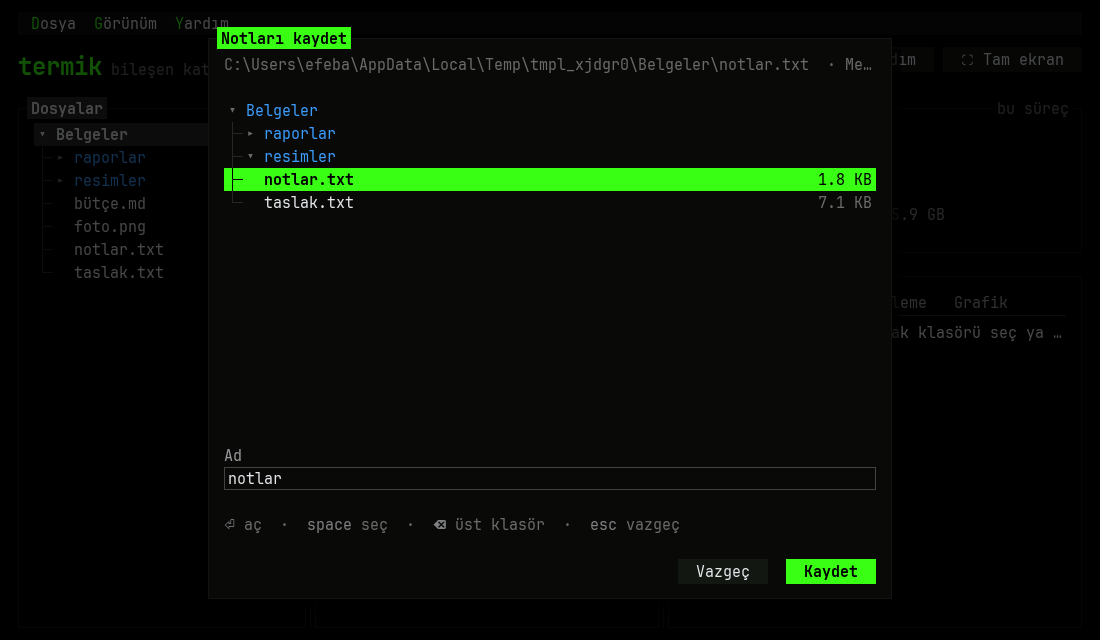 Dosya Görünüm Yardım
Notları kaydet
termik bileşen kat
C:\Users\efeba\AppData\Local\Temp\tmpl_xjdgr0\Belgeler\notlar.txt · Me…
ım Tam ekran
Dosyalar
bu süreç
▾ Belgeler
▸ raporlar
▸ resimler
bütçe.md
foto.png
notlar.txt
taslak.txt
▾ Belgeler
▸ raporlar
▾ resimler
notlar.txt 1.8 KB
taslak.txt 7.1 KB
.9 GB
leme Grafik
ak klasörü seç ya …
Ad
notlar
⏎ aç · space seç · ⌫ üst klasör · esc vazgeç
Vazgeç Kaydet